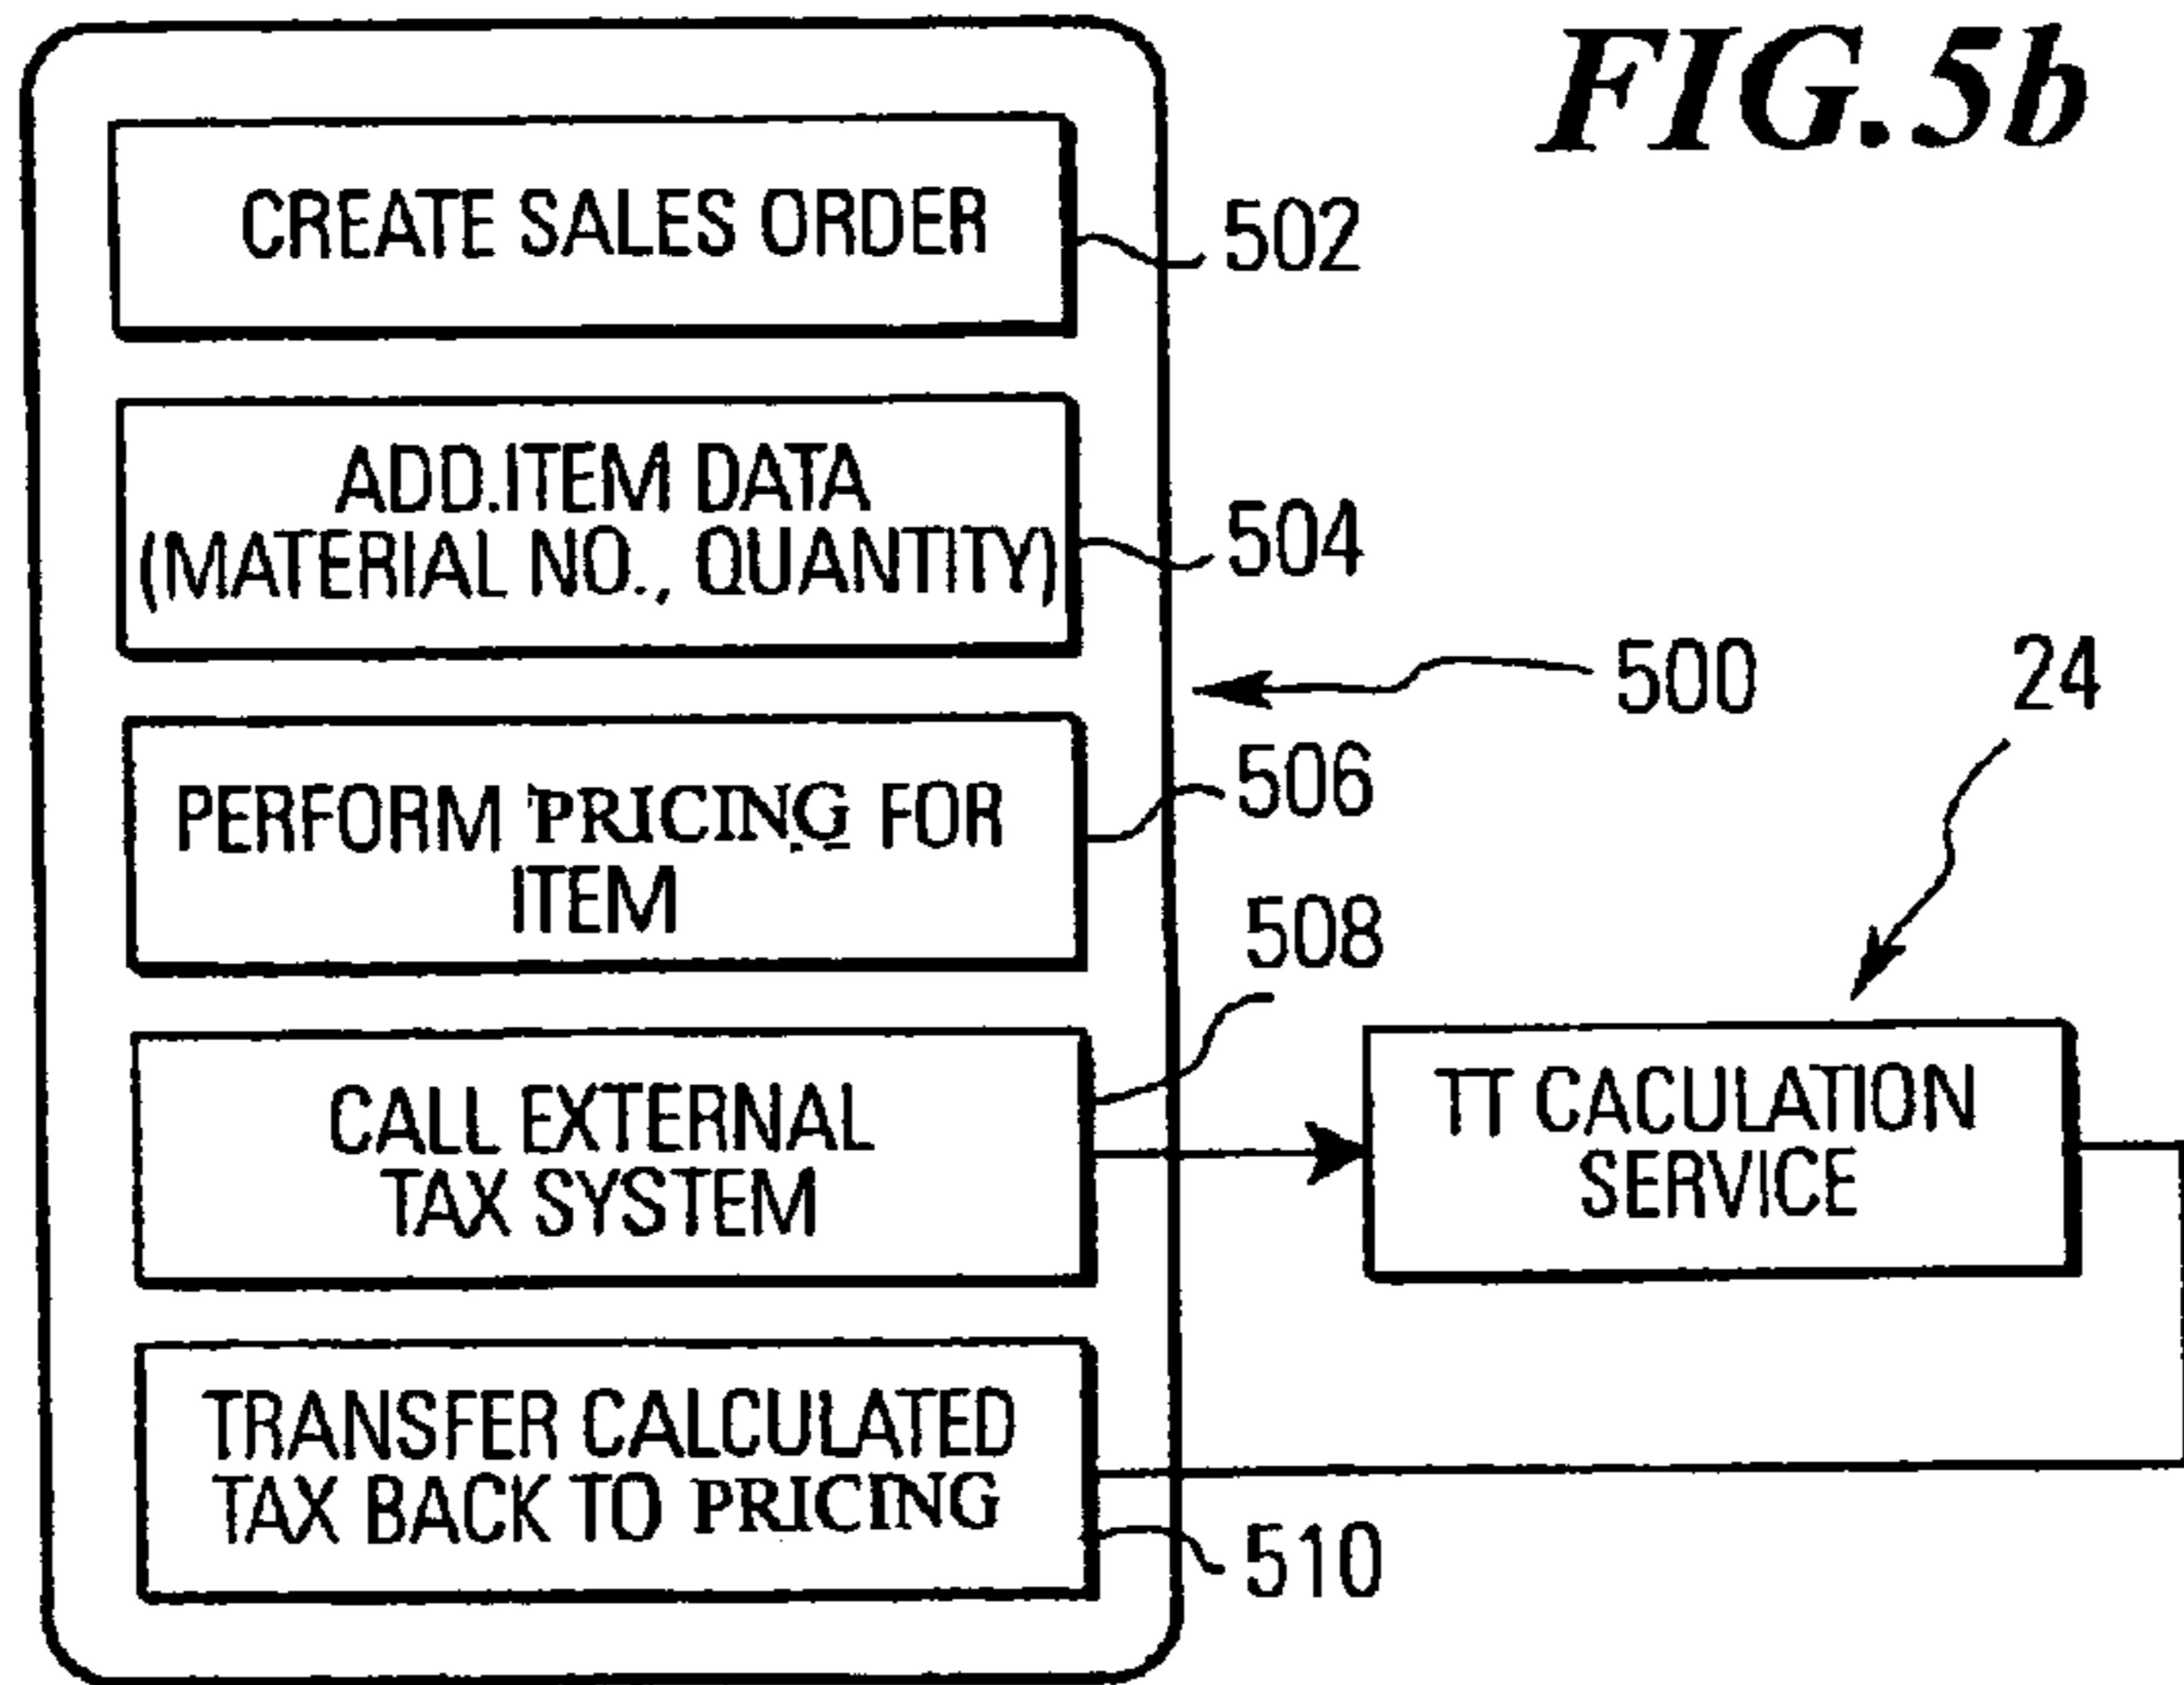 FIG.5b
CREATE SALES ORDER
502
ADD.ITEM DATA
(MATERIAL NO., QUANTITY)
504
500
24
PERFORM PRICING FOR
ITEM
506
508
CALL EXTERNAL
TAX SYSTEM
TT CACULATION
SERVICE
TRANSFER CALCULATED
TAX BACK TO PRICING
510